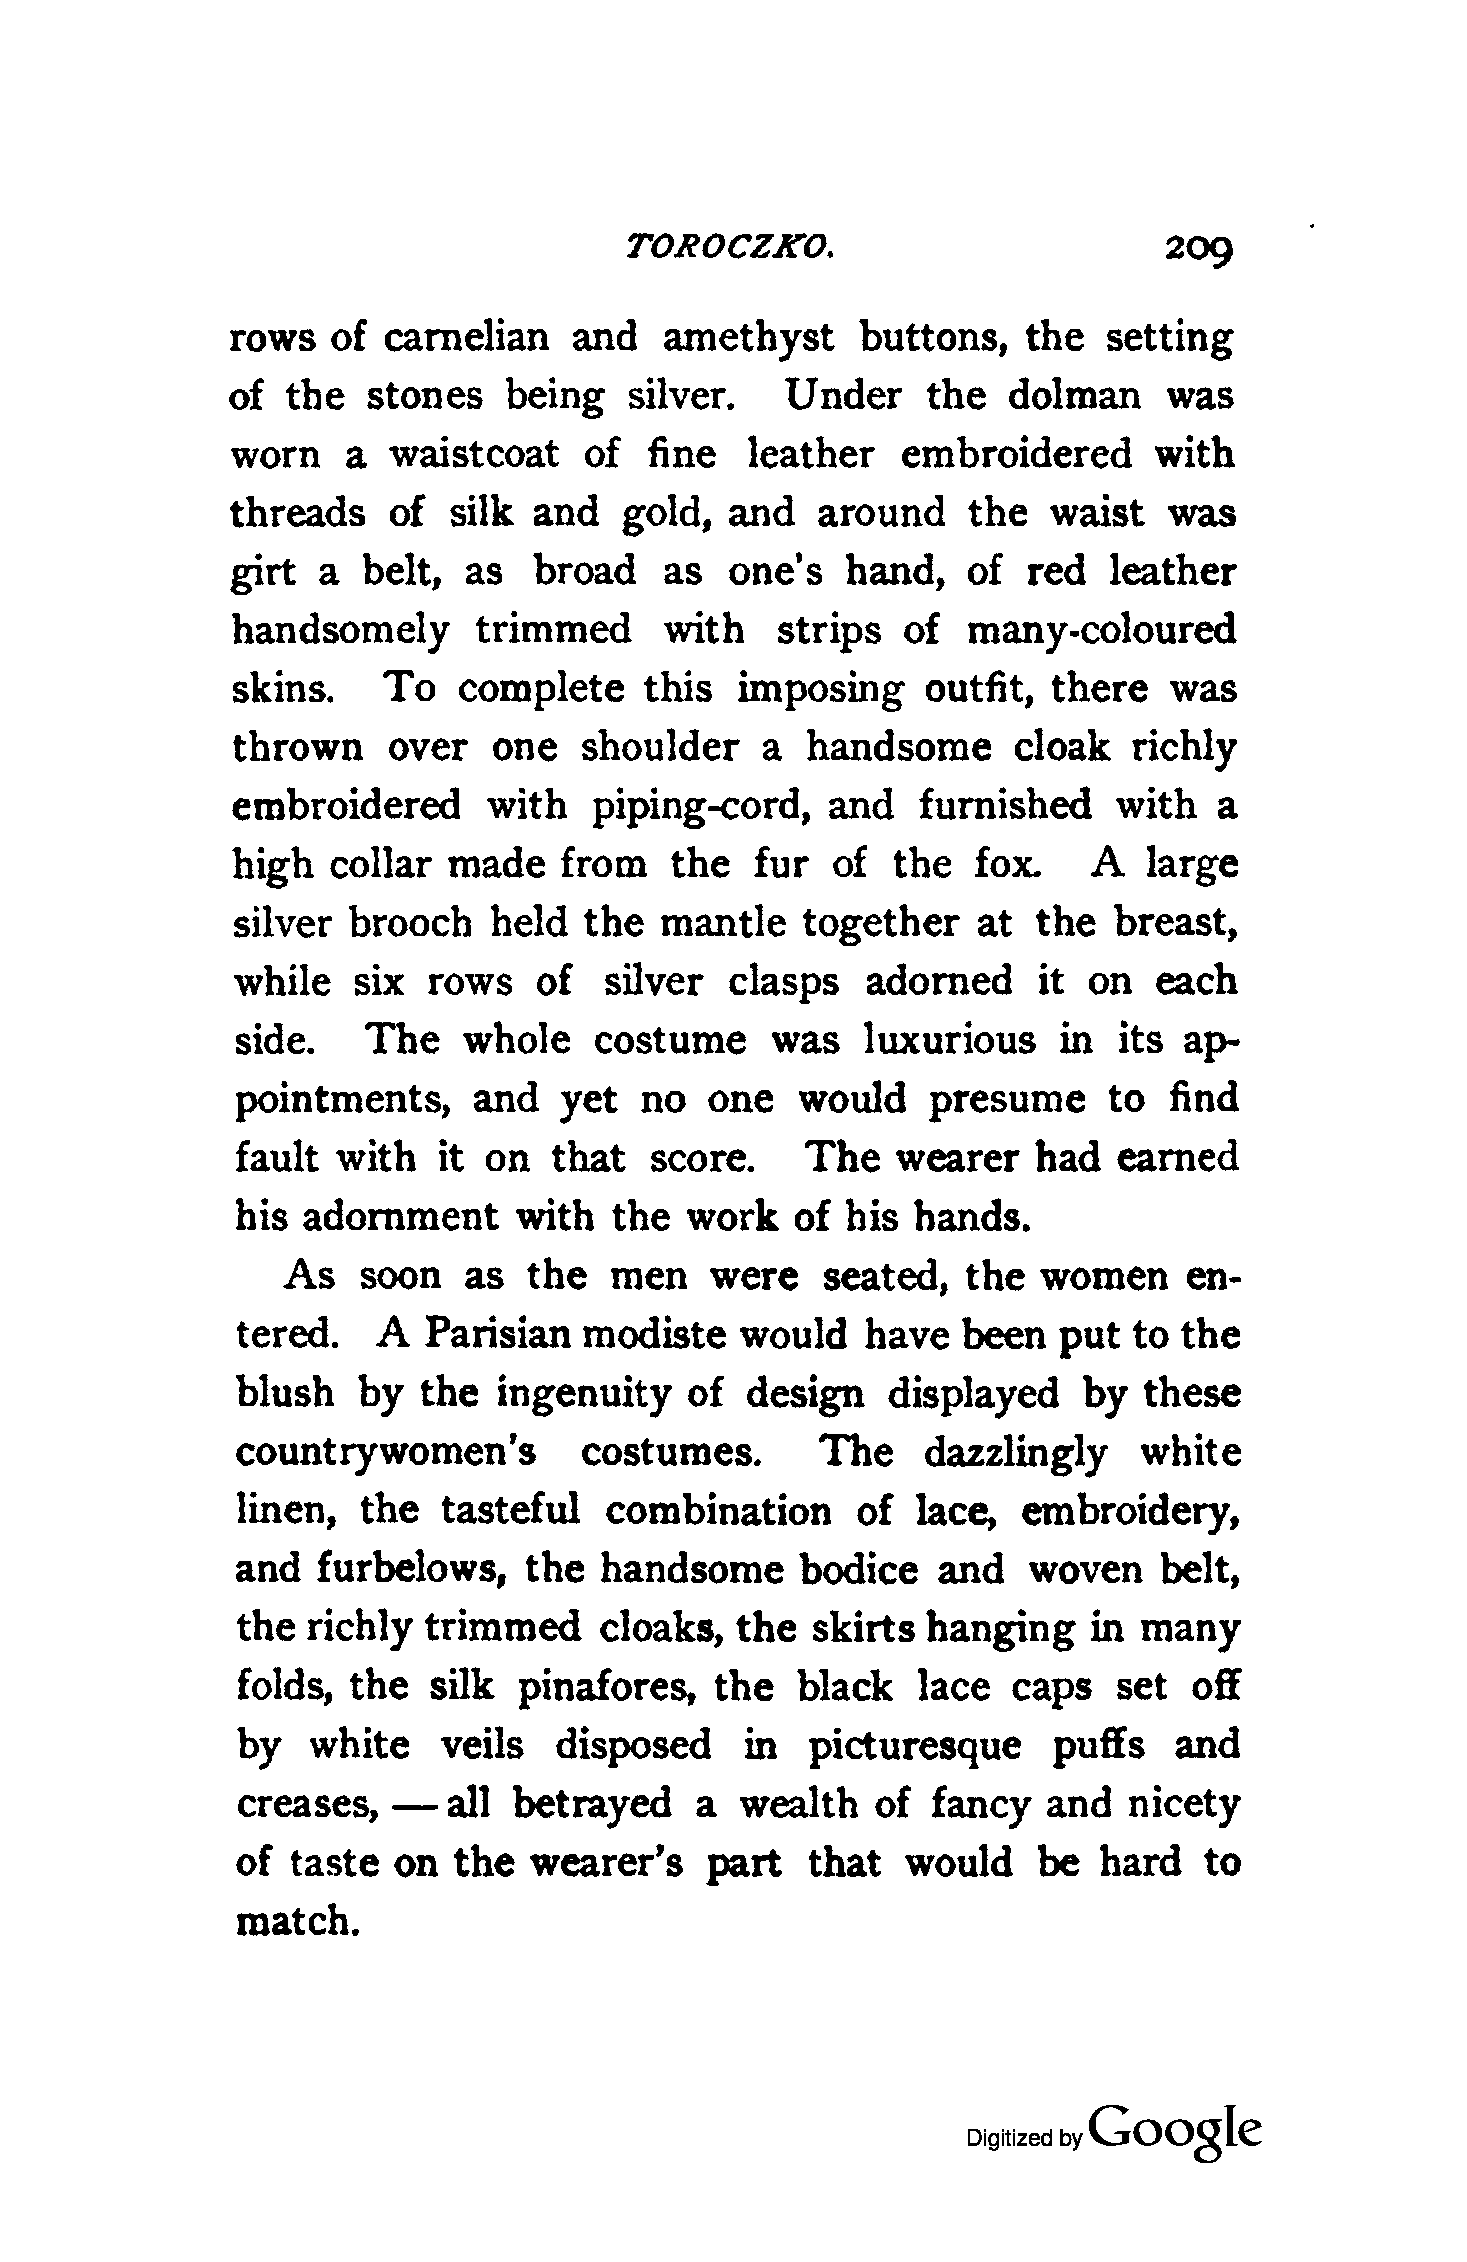 TOROCZKO. 209
rows of carnelian and amethyst buttons, the setting
of the stones being silver. Under the dolman was
worn a waistcoat of fine leather embroidered with
threads of silk and gold, and around the waist was
girt a belt, as broad as one's hand, of red leather
handsomely trimmed with strips of many-coloured
skins. To complete this imposing outfit, there was
thrown over one shoulder a handsome cloak richly
embroidered with piping-cord, and furnished with a
high collar made from the fur of the fox. A large
silver brooch held the mantle together at the breast,
while six rows of silver clasps adorned it on each
side. The whole costume was luxurious in its ap-
pointments, and yet no one would presume to find
fault with it on that score. The wearer had earned
his adornment with the work of his hands.
As soon as the men were seated, the women en-
tered. A Parisian modiste would have been put to the
blush by the ingenuity of design displayed by these
countrywomen's costumes. The dazzlingly white
linen, the tasteful combination of lace, embroidery,
and furbelows, the handsome bodice and woven belt,
the richly trimmed cloaks, the skirts hanging in many
folds, the silk pinafores, the black lace caps set off
by white veils disposed in picturesque puffs and
creases, — all betrayed a wealth of fancy and nicety
of taste on the wearer's part that would be hard to
match.
Digitized by Google